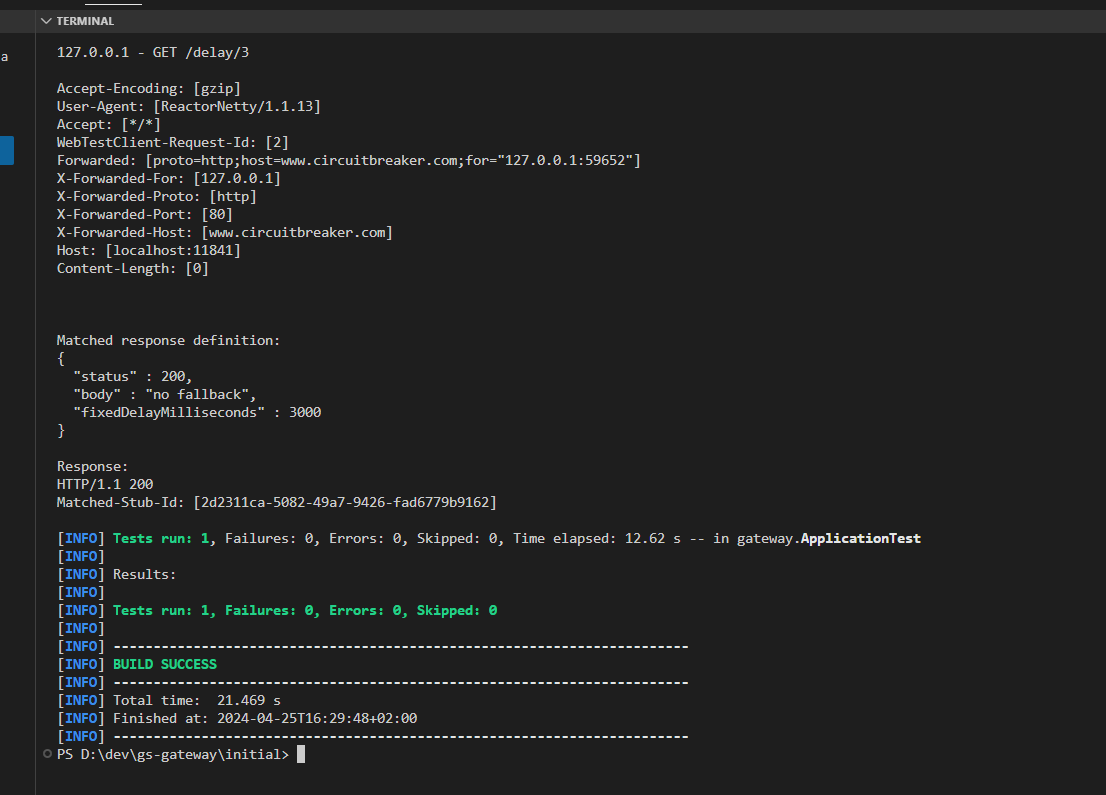 TERMINAL
a
127.0.0.1 - GET /delay/3
Accept-Encoding: [gzip]
User-Agent: [ReactorNetty/1.1.13]
Accept: [*/*]
WebTestClient-Request-Id: [2]
Forwarded: [proto=http;host=www.circuitbreaker.com;for="127.0.0.1:59652"]
X-Forwarded-For: [127.0.0.1]
X-Forwarded-Proto: [http]
X-Forwarded-Port: [80]
X-Forwarded-Host: [www.circuitbreaker.com]
Host: [localhost:11841]
Content-Length: [0]
Matched response definition:
{
  "status" : 200,
  "body" : "no fallback",
  "fixedDelayMilliseconds" : 3000
}
Response:
HTTP/1.1 200
Matched-Stub-Id: [2d2311ca-5082-49a7-9426-fad6779b9162]
[INFO] Tests run: 1, Failures: 0, Errors: 0, Skipped: 0, Time elapsed: 12.62 s -- in gateway.ApplicationTest
[INFO]
[INFO] Results:
[INFO]
[INFO] Tests run: 1, Failures: 0, Errors: 0, Skipped: 0
[INFO]
[INFO] ------------------------------------------------------------------------
[INFO] BUILD SUCCESS
[INFO] ------------------------------------------------------------------------
[INFO] Total time:  21.469 s
[INFO] Finished at: 2024-04-25T16:29:48+02:00
[INFO] ------------------------------------------------------------------------
PS D:\dev\gs-gateway\initial>